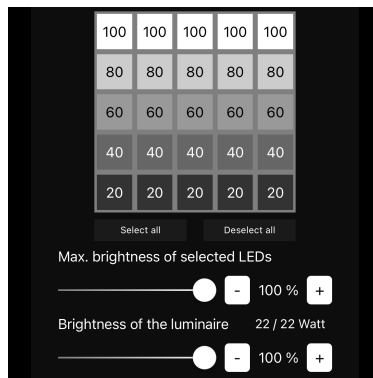 100 100 100 100 100
80 80 80 80 80
60 60 60 60 60
40 40 40 40 40
20 20 20 20 20
Select all Deselect all
Max. brightness of selected LEDs
- 100 % +
Brightness of the luminaire 22 / 22 Watt
- 100 % +